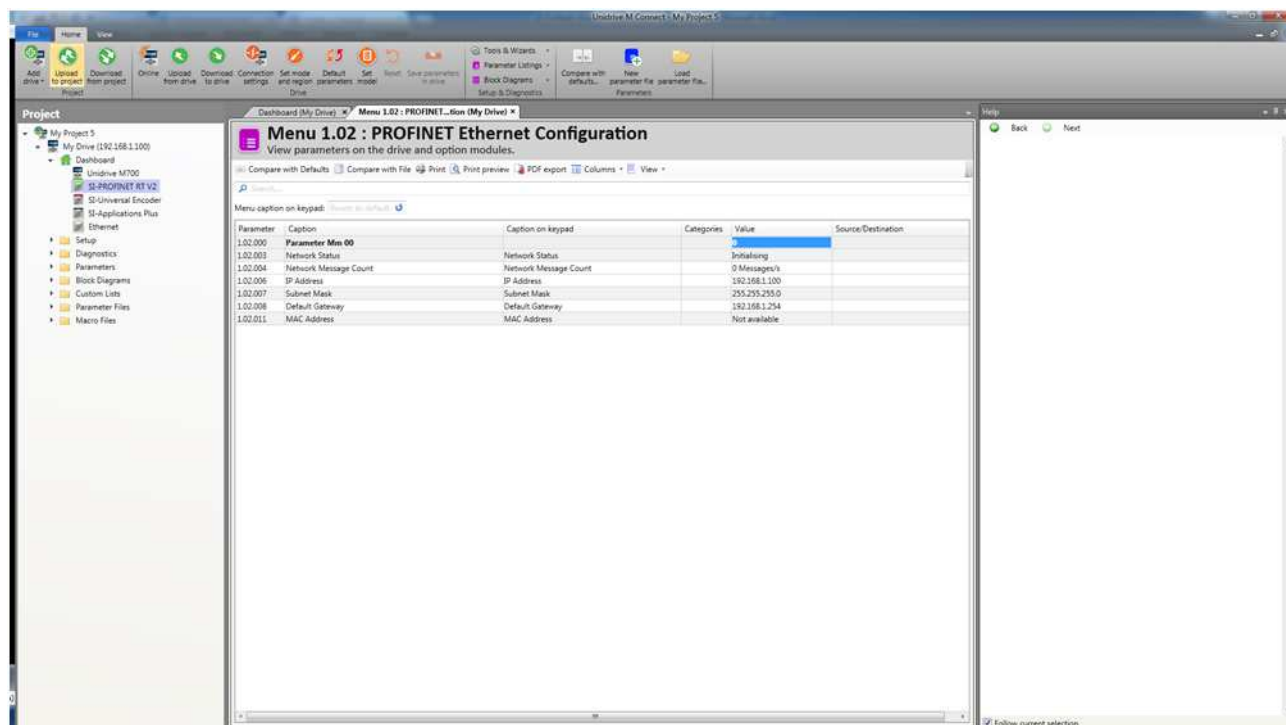 Unidrive M Connect - My Project 5
File Home View
Add drive Upload to project Download from project
Online Upload from drive Download to drive Connection settings Set mode and region Default parameters Set model Reset Save parameters in drive
Tools & Wizards
Parameter Listings
Block Diagrams
Compare with defaults... New parameter file Load parameter file...
Project Drive Setup & Diagnostics Parameters
Project
My Project 5
My Drive (192.168.1.100)
Dashboard
Unidrive M700
SI-PROFINET RT V2
SI-Universal Encoder
SI-Applications Plus
Ethernet
Setup
Diagnostics
Parameters
Block Diagrams
Custom Lists
Parameter Files
Macro Files
Dashboard (My Drive) Menu 1.02 : PROFINET...tion (My Drive)
Menu 1.02 : PROFINET Ethernet Configuration
View parameters on the drive and option modules.
Compare with Defaults Compare with File Print Print preview PDF export Columns View
Search...
Menu caption on keypad: Revert to default
Parameter Caption Caption on keypad Categories Value Source/Destination
1.02.000 Parameter Mm 00 0
1.02.003 Network Status Network Status Initialising
1.02.004 Network Message Count Network Message Count 0 Messages/s
1.02.006 IP Address IP Address 192.168.1.100
1.02.007 Subnet Mask Subnet Mask 255.255.255.0
1.02.008 Default Gateway Default Gateway 192.168.1.254
1.02.011 MAC Address MAC Address Not available
Help
Back Next
Follow current selection